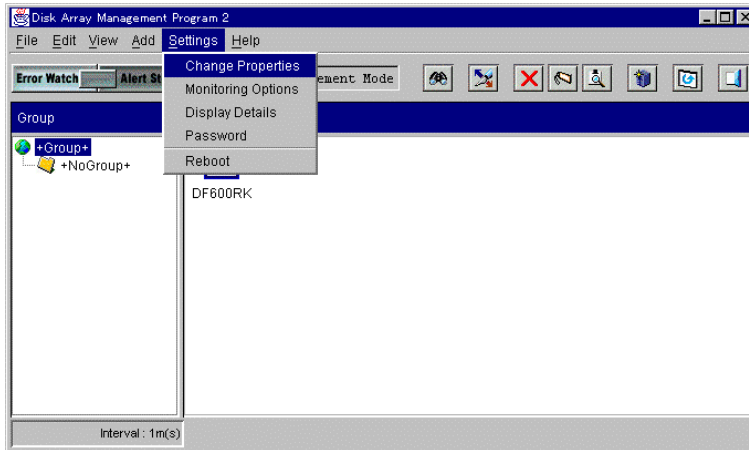 Disk Array Management Program 2
File Edit View Add Settings Help
Error Watch Alert St ement Mode
Change Properties
Monitoring Options
Display Details
Password
Reboot
Group
+Group+
+NoGroup+
DF600RK
Interval : 1m(s)